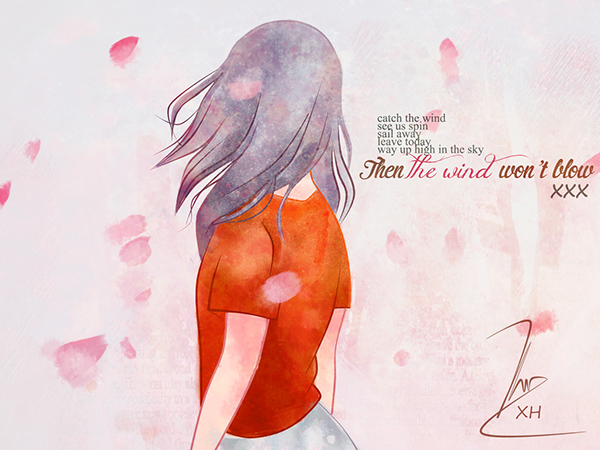 catch the wind
see us spin
sail away
leave today
way up high in the sky
Then the wind won't blow
XXX
XH